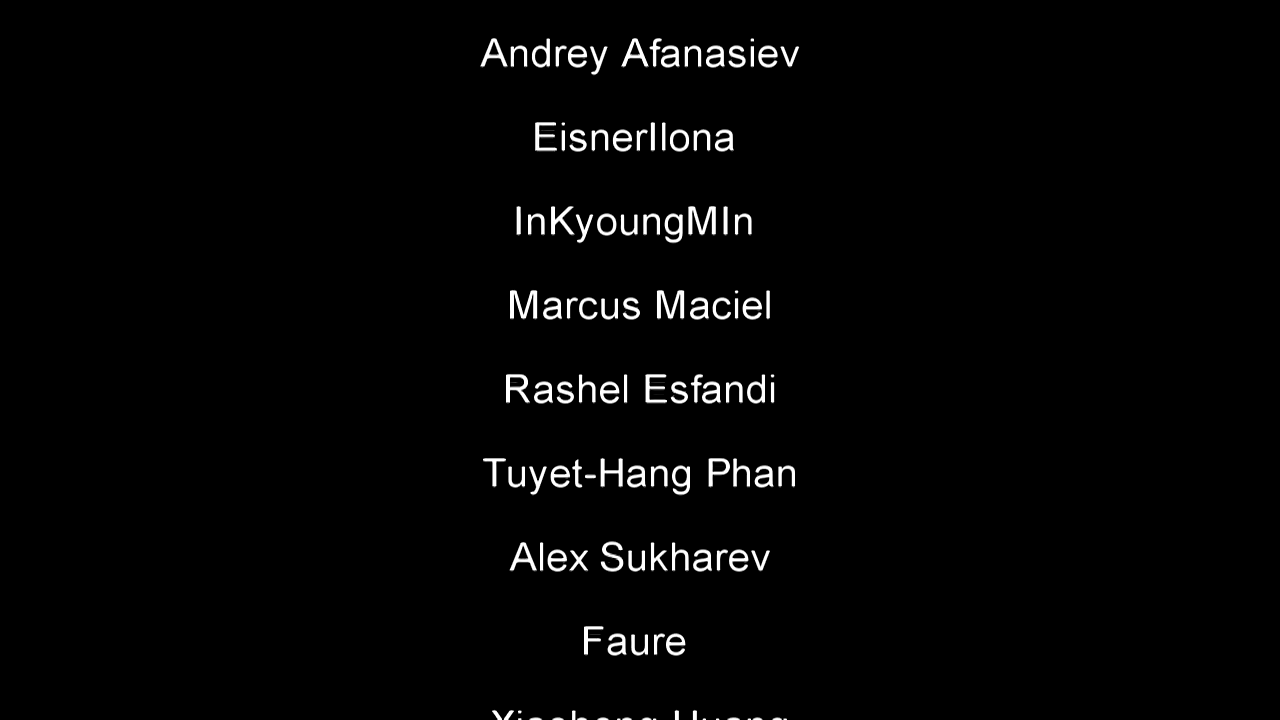 Andrey Afanasiev
EisnerIlona
InKyoungMIn
Marcus Maciel
Rashel Esfandi
Tuyet-Hang Phan
Alex Sukharev
Faure